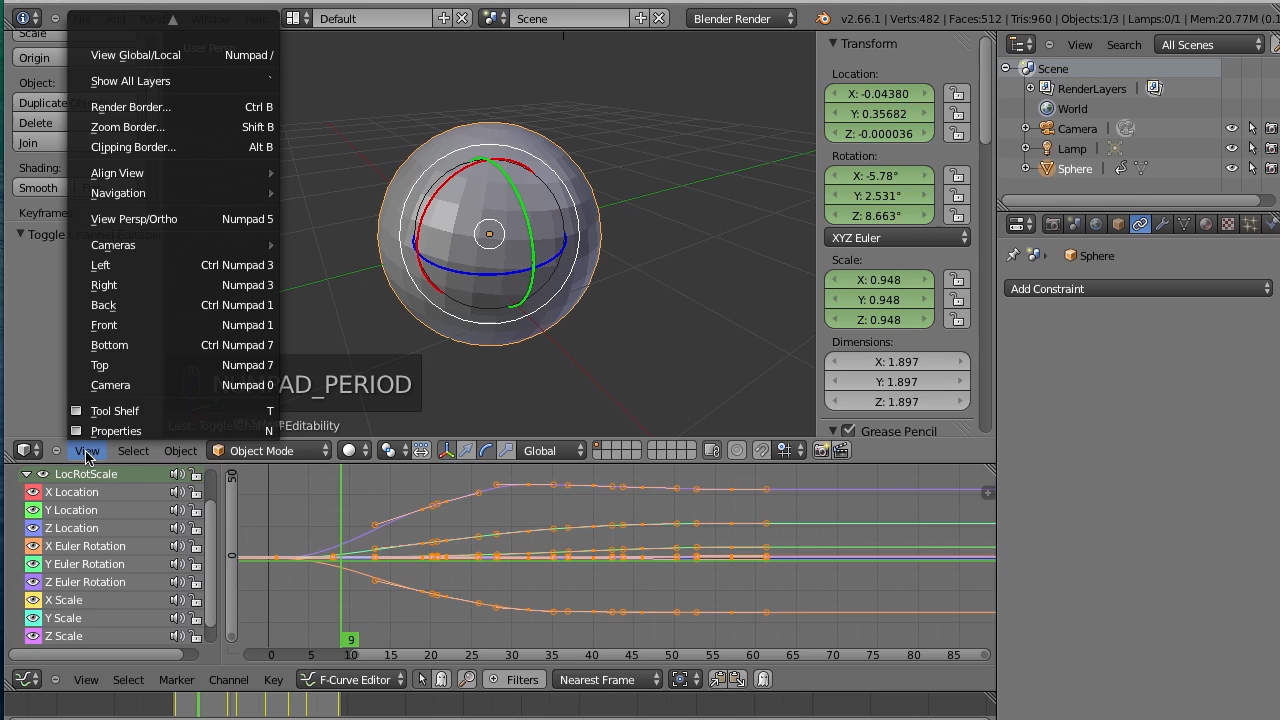 Default
Scene
Blender Render
v2.66.1 | Verts:482 | Faces:512 | Tris:960 | Objects:1/3 | Lamps:0/1 | Mem:20.77M (0.1
Scale
Origin
Object:
Duplicate
Delete
Join
Shading:
Smooth
Keyframe
Toggle
View Global/Local Numpad /
Show All Layers `
Render Border... Ctrl B
Zoom Border... Shift B
Clipping Border... Alt B
Align View
Navigation
View Persp/Ortho Numpad 5
Cameras
Left Ctrl Numpad 3
Right Numpad 3
Back Ctrl Numpad 1
Front Numpad 1
Bottom Ctrl Numpad 7
Top Numpad 7
Camera Numpad 0
Tool Shelf T
Properties N
PAD_PERIOD
Editability
Transform
Location:
X: -0.04380
Y: 0.35682
Z: -0.000036
Rotation:
X: -5.78°
Y: 2.531°
Z: 8.663°
XYZ Euler
Scale:
X: 0.948
Y: 0.948
Z: 0.948
Dimensions:
X: 1.897
Y: 1.897
Z: 1.897
Grease Pencil
View Search All Scenes
Scene
RenderLayers
World
Camera
Lamp
Sphere
Sphere
Add Constraint
View Select Object Object Mode Global
LocRotScale
X Location
Y Location
Z Location
X Euler Rotation
Y Euler Rotation
Z Euler Rotation
X Scale
Y Scale
Z Scale
50
0
9
0 5 10 15 20 25 30 35 40 45 50 55 60 65 70 75 80 85
View Select Marker Channel Key F-Curve Editor Filters Nearest Frame